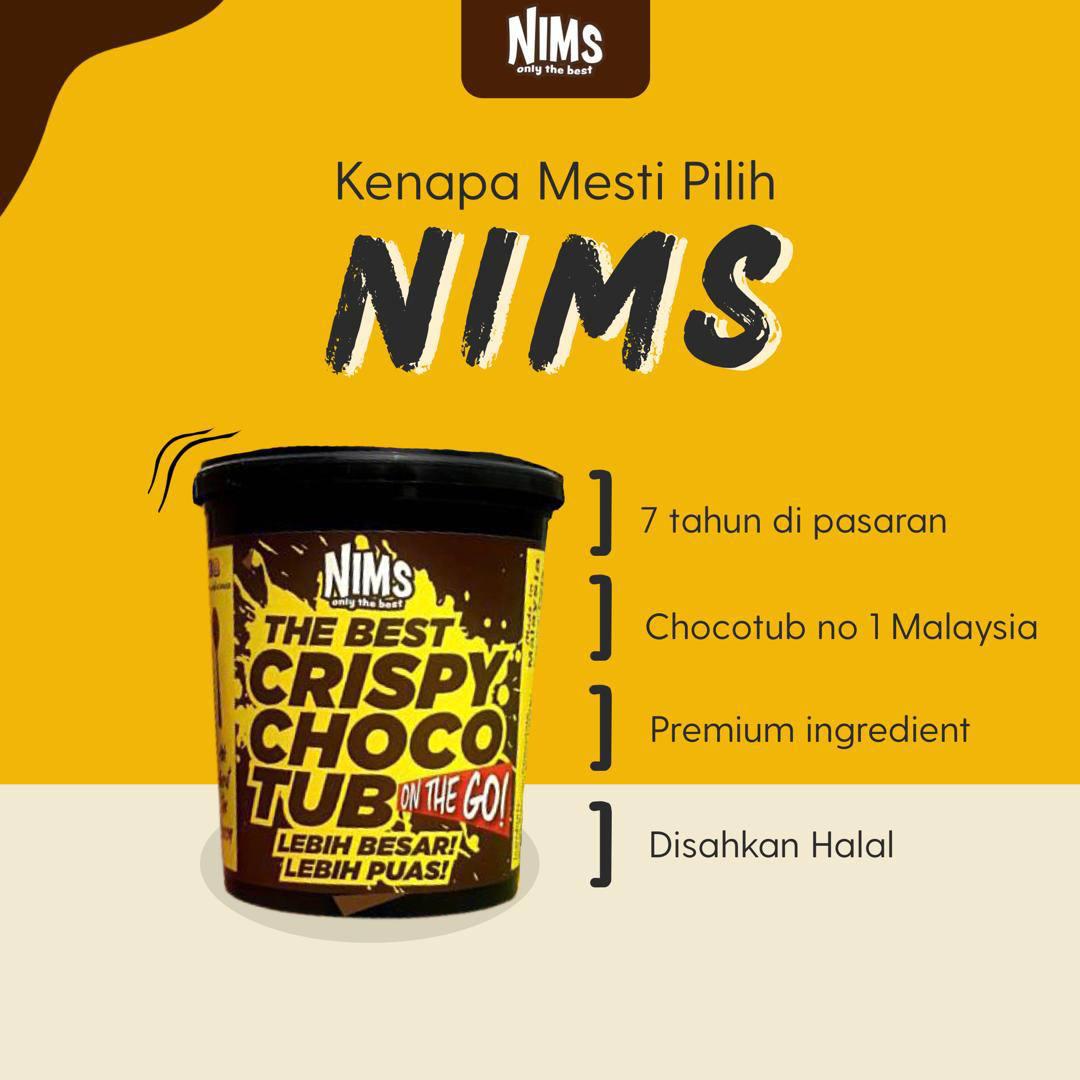 NIMS
only the best
Kenapa Mesti Pilih
NIMS
NIMS
only the best
THE BEST
CRISPY
CHOCO
TUB ON THE GO!
LEBIH BESAR!
LEBIH PUAS!
7 tahun di pasaran
Chocotub no 1 Malaysia
Premium ingredient
Disahkan Halal